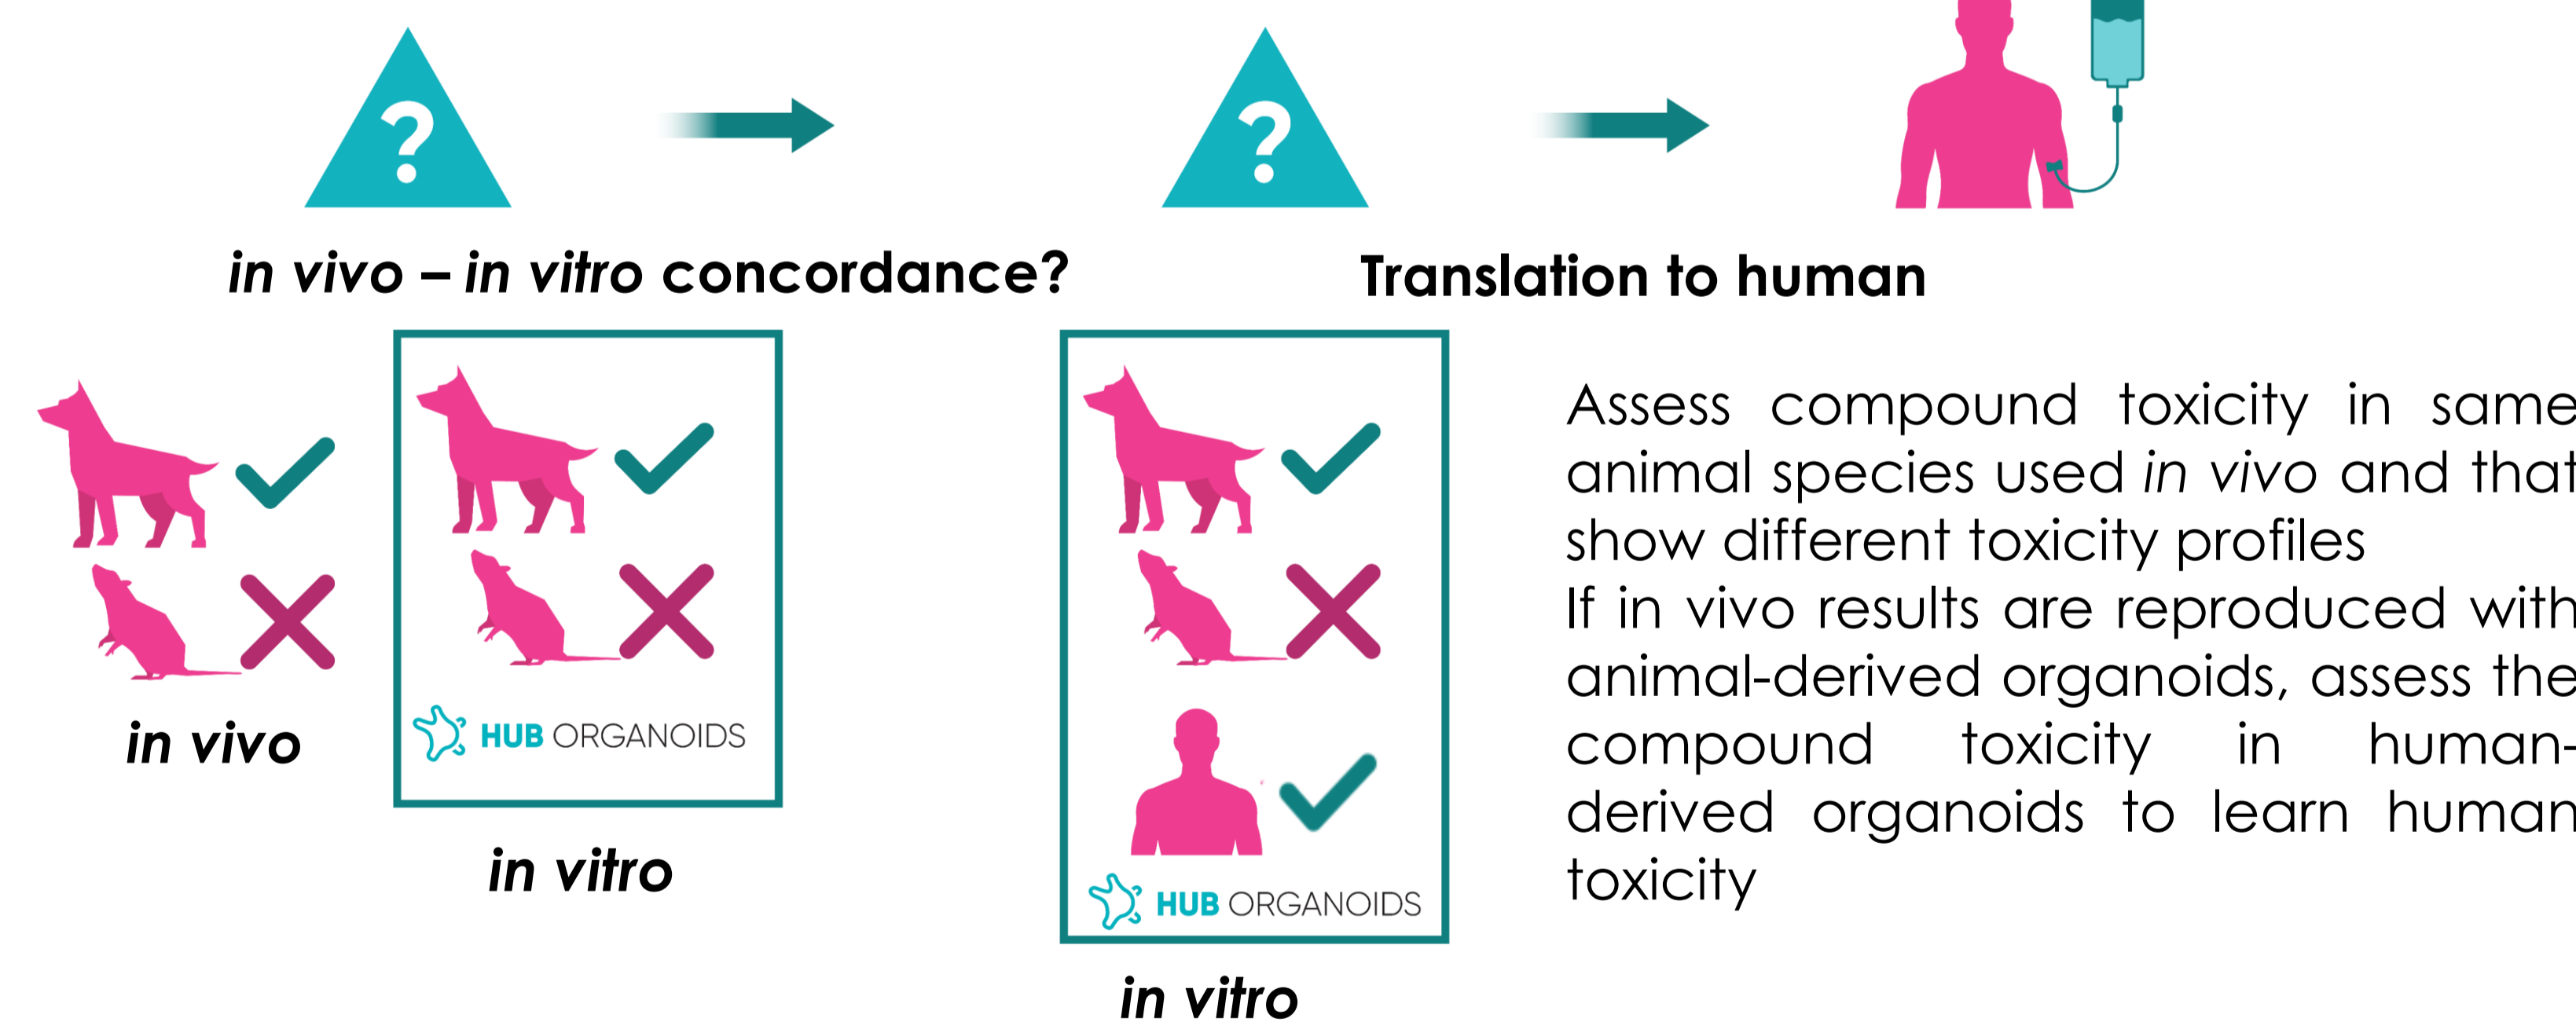 ?
?
in vivo – in vitro concordance?
Translation to human
in vivo
HUB ORGANOIDS
in vitro
HUB ORGANOIDS
in vitro
Assess compound toxicity in same
animal species used in vivo and that
show different toxicity profiles
If in vivo results are reproduced with
animal-derived organoids, assess the
compound toxicity in human-
derived organoids to learn human
toxicity